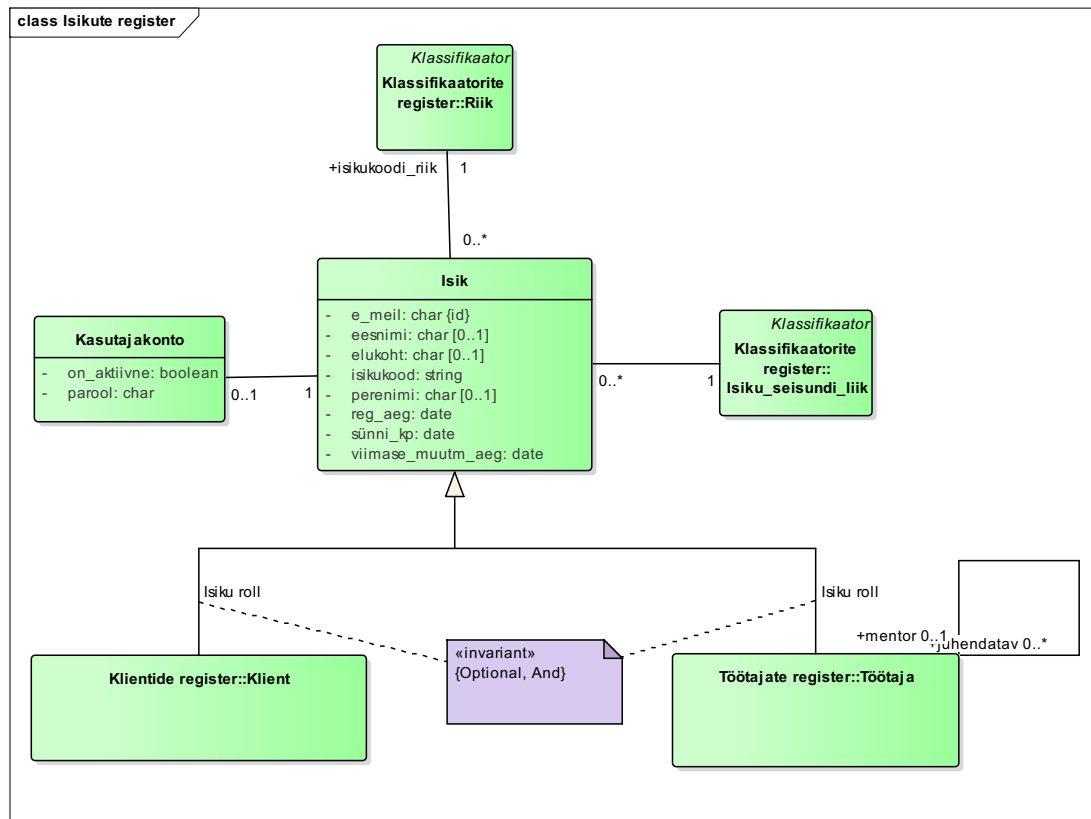 class Isikute register
Klassifikaator
Klassifikaatorite
register::Riik
+isikukoodi_riik 1
0..*
Isik
- e_meil: char {id}
- eesnimi: char [0..1]
- elukoht: char [0..1]
- isikukood: string
- perenimi: char [0..1]
- reg_aeg: date
- sünni_kp: date
- viimase_muutm_aeg: date
Kasutajakonto
- on_aktiivne: boolean
- parool: char
0..1
1
Klassifikaator
Klassifikaatorite
register::
Isiku_seisundi_liik
0..*
1
Isiku roll
Isiku roll
+mentor 0..1
+juhendatav 0..*
«invariant»
{Optional, And}
Klientide register::Klient
Töötajate register::Töötaja